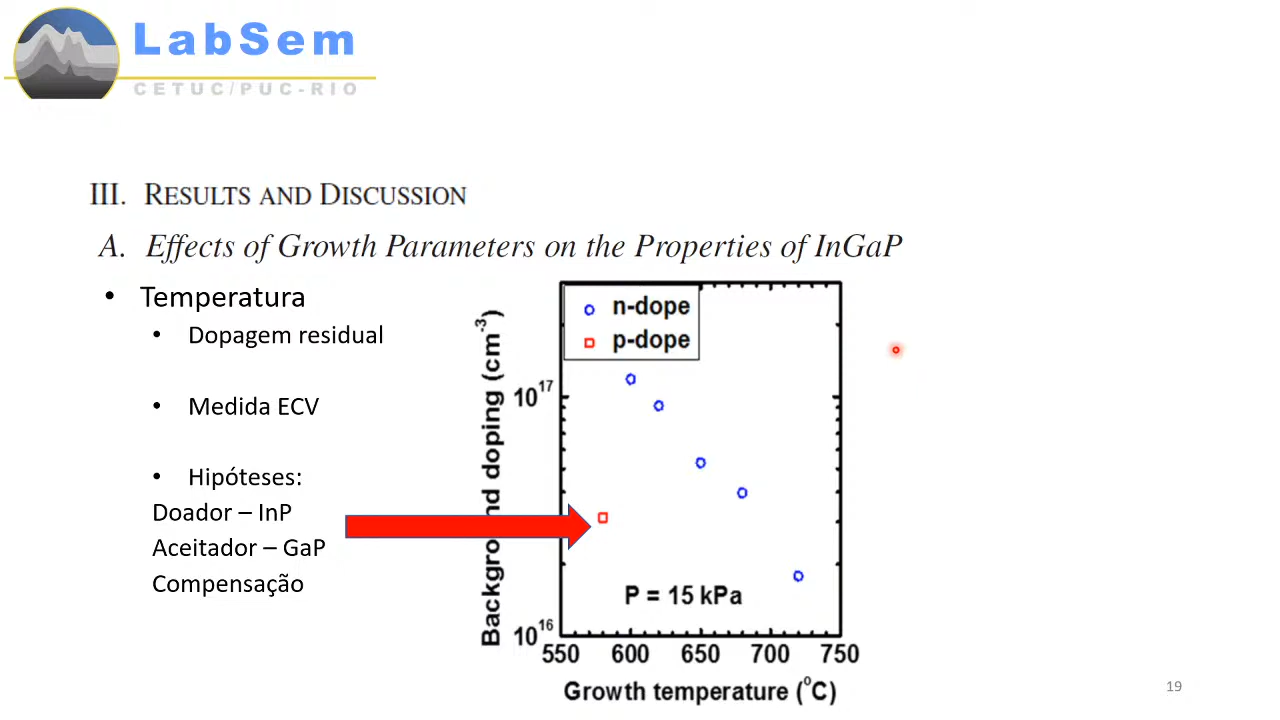 LabSem
CETUC/PUC-RIO
III. RESULTS AND DISCUSSION
A. Effects of Growth Parameters on the Properties of InGaP
• Temperatura
• Dopagem residual
• Medida ECV
• Hipóteses:
Doador – InP
Aceitador – GaP
Compensação
n-dope
p-dope
Background doping (cm-3)
1017
1016
P = 15 kPa
550 600 650 700 750
Growth temperature (oC)
19